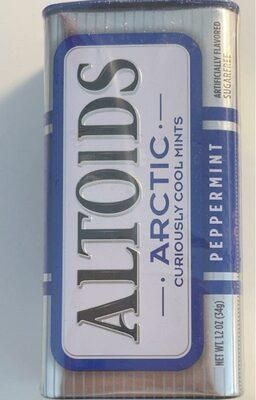 ALTOIDS
ARCTIC
CURIOUSLY COOL MINTS
PEPPERMINT
ARTIFICIALLY FLAVORED
SUGARFREE
NET WT. 1.2 OZ (34g)